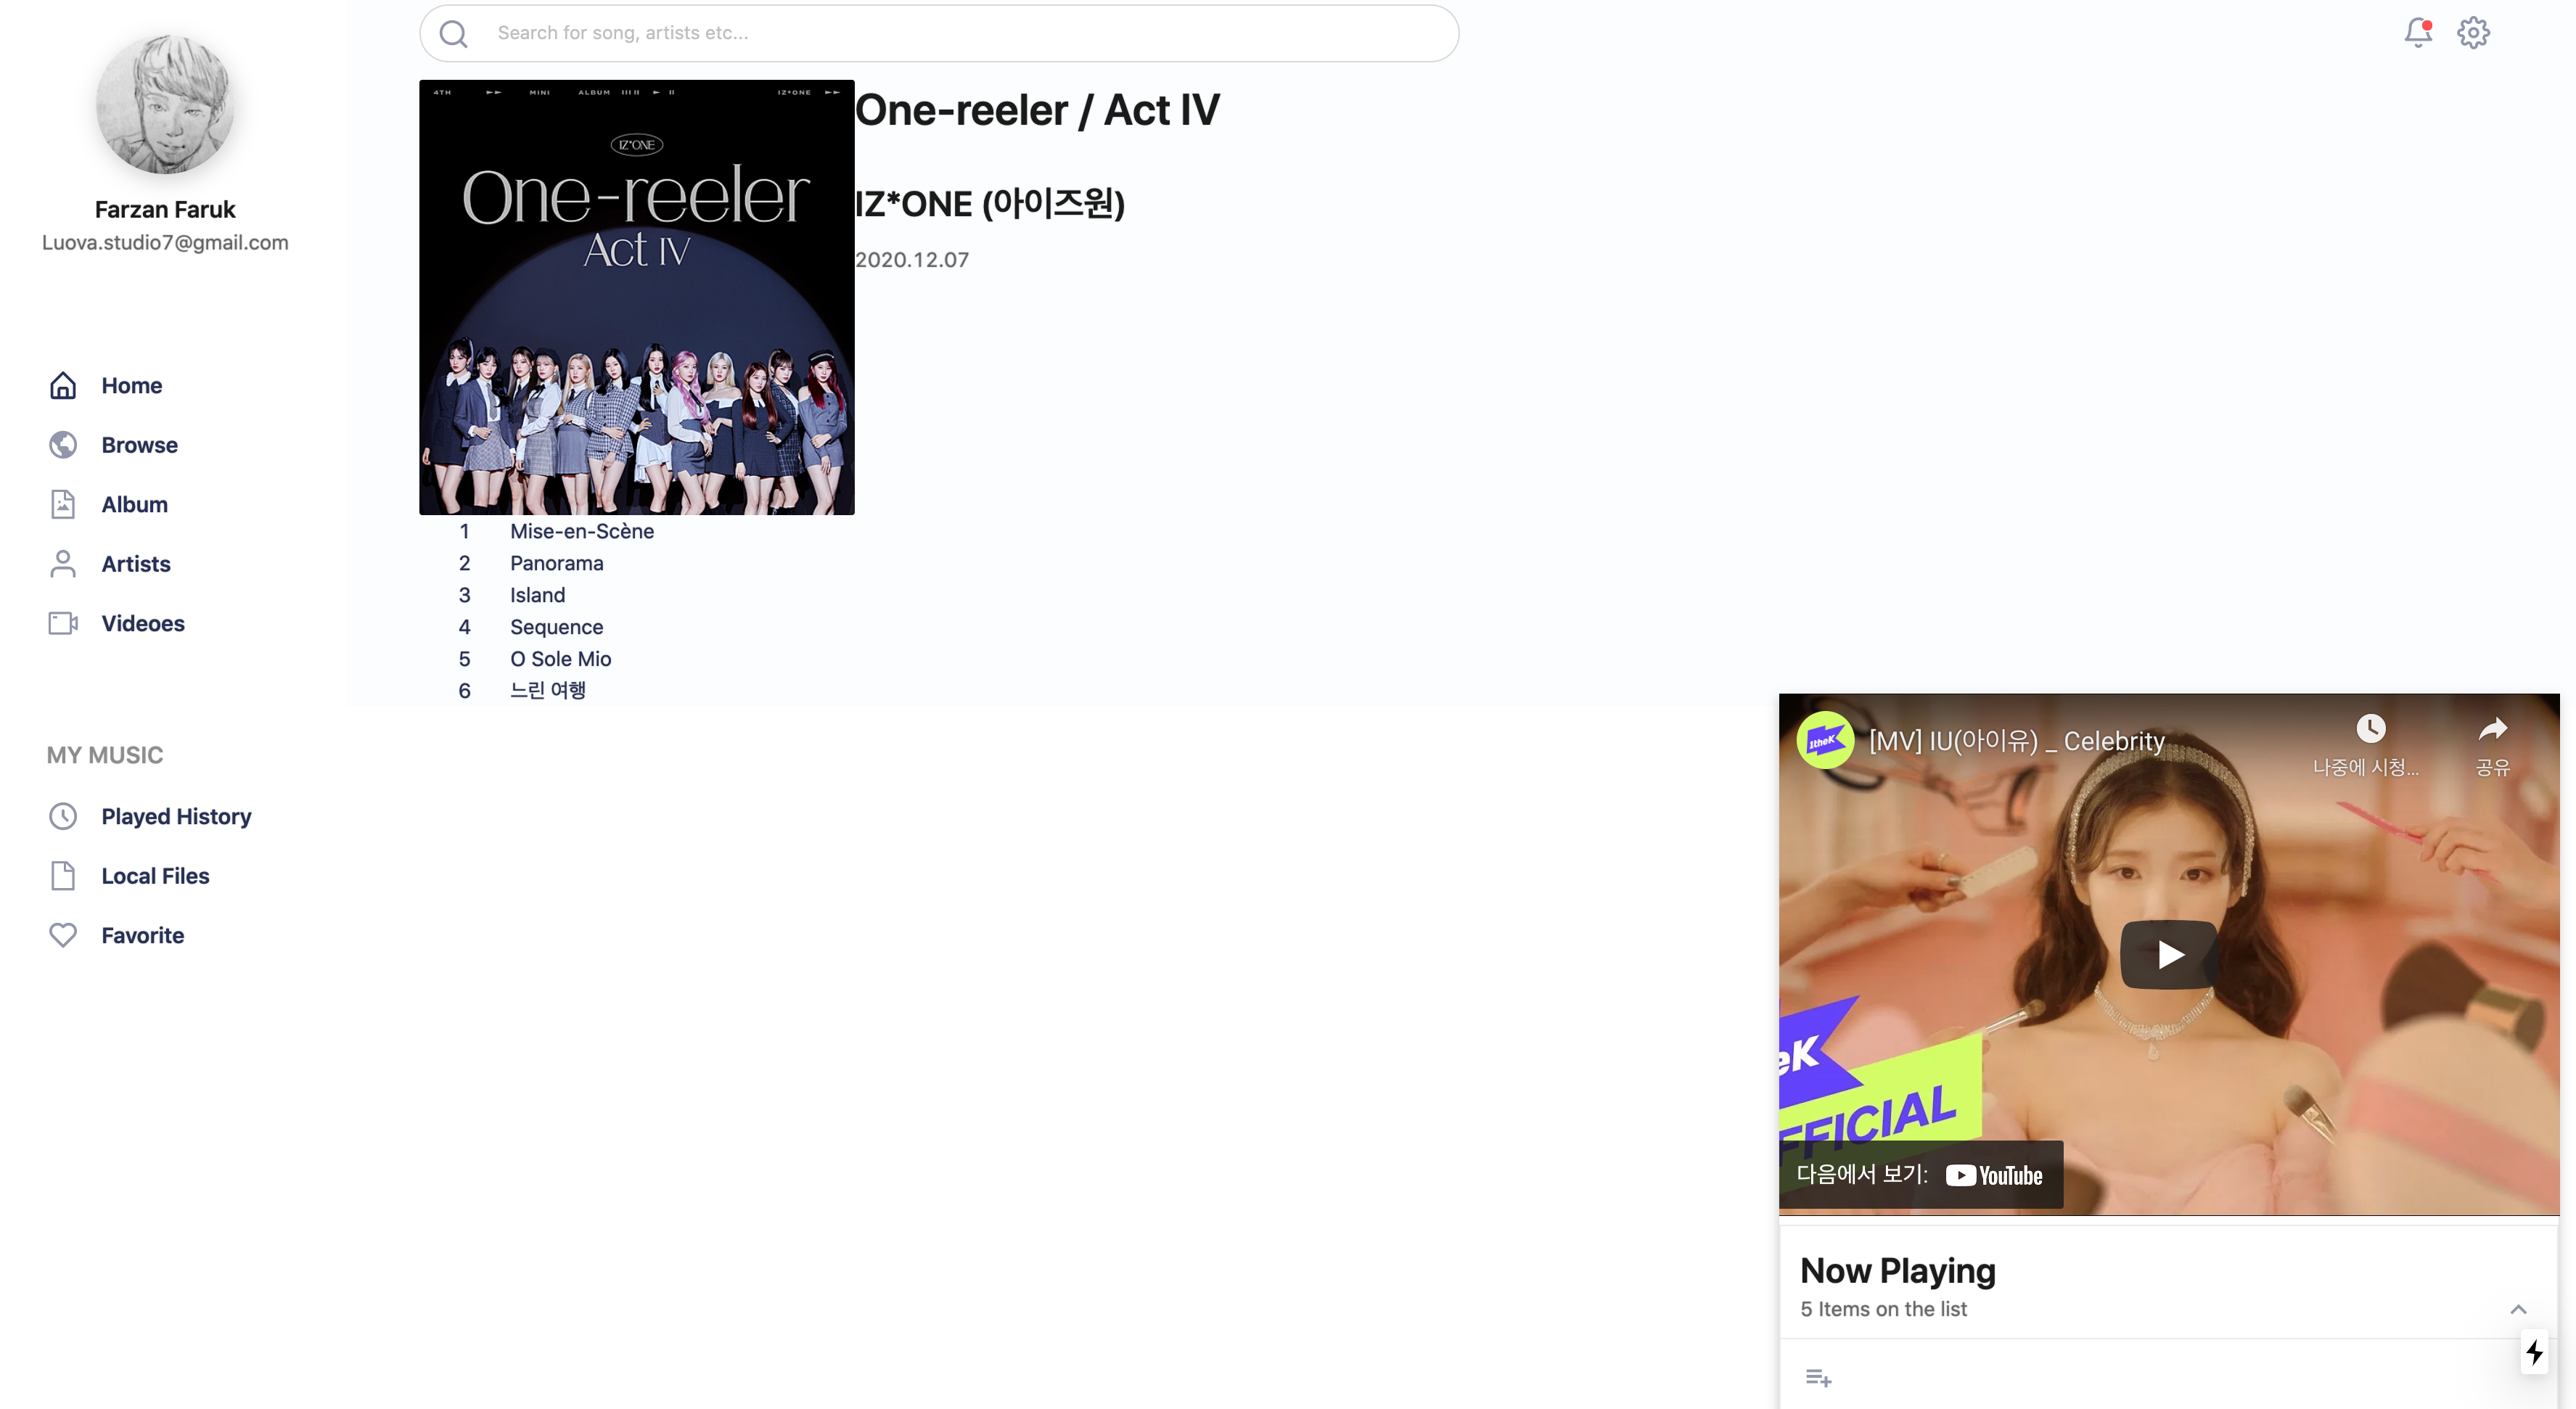 Search for song, artists etc...
Farzan Faruk
Luova.studio7@gmail.com
Home
Browse
Album
Artists
Videoes
MY MUSIC
Played History
Local Files
Favorite
4TH MINI ALBUM IZ*ONE
IZ*ONE
One-reeler
Act IV
One-reeler / Act IV
IZ*ONE (아이즈원)
2020.12.07
1 Mise-en-Scène
2 Panorama
3 Island
4 Sequence
5 O Sole Mio
6 느린 여행
1theK
[MV] IU(아이유) _ Celebrity
나중에 시청...
공유
eK
FFICIAL
다음에서 보기: YouTube
Now Playing
5 Items on the list